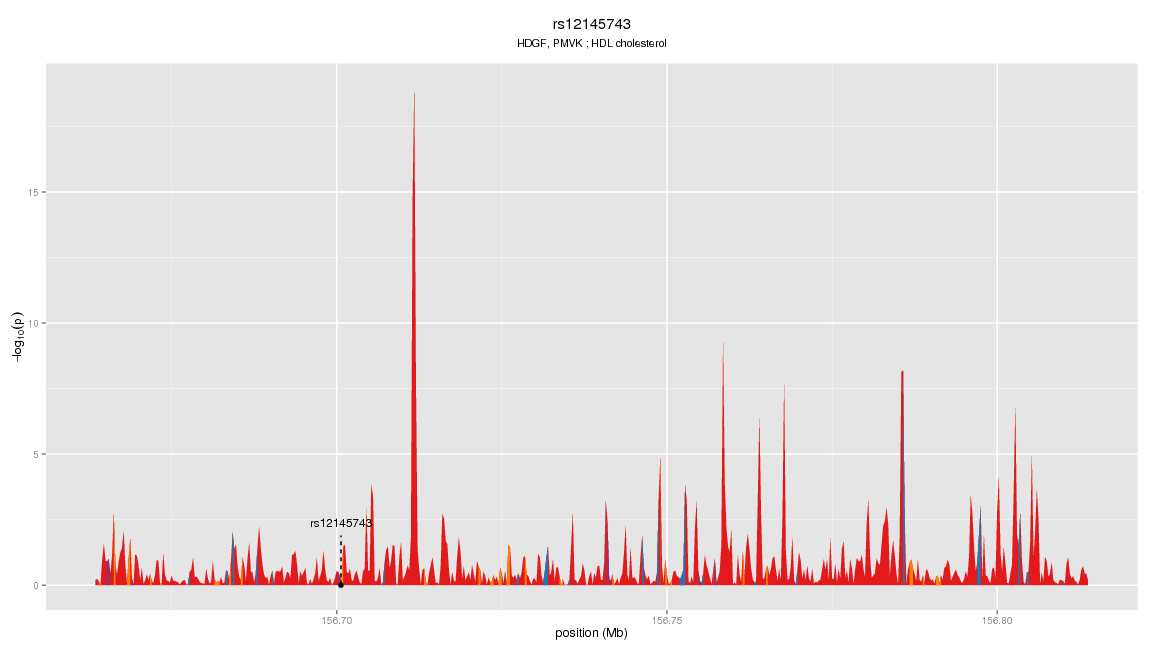 rs12145743
HDGF, PMVK ; HDL cholesterol
−log10(p)
15
10
5
0
rs12145743
156.70
156.75
156.80
position (Mb)